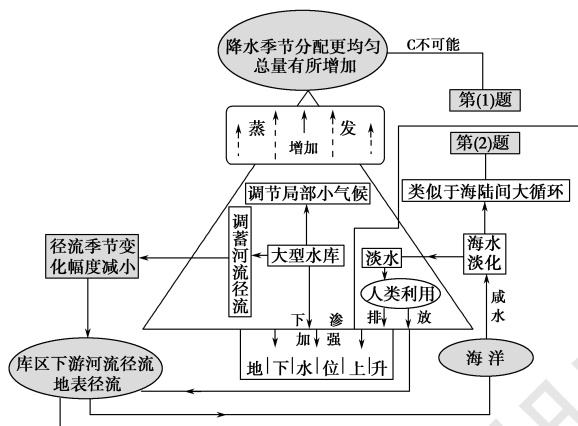 降水季节分配更均匀
总量有所增加
C不可能
第(1)题
蒸 发
增加
第(2)题
调节局部小气候
类似于海陆间大循环
调蓄河流径流
径流季节变
化幅度减小
大型水库
淡水
海水
淡化
人类利用
下 渗
加 强
排 放
咸水
地下水位上升
库区下游河流径流
地表径流
海洋